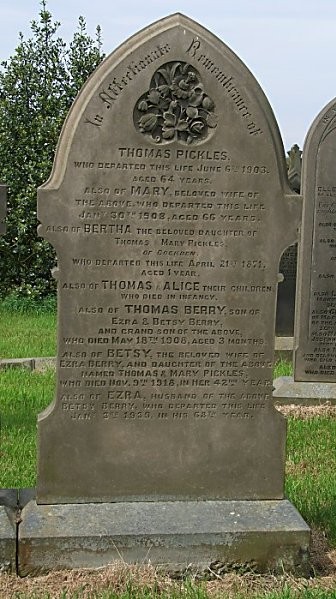 In Affectionate Remembrance of
THOMAS PICKLES,
WHO DEPARTED THIS LIFE JUNE 6TH 1903,
AGED 64 YEARS.
ALSO OF MARY, BELOVED WIFE OF
THE ABOVE, WHO DEPARTED THIS LIFE
JANY 30TH 1908, AGED 66 YEARS.
ALSO OF BERTHA THE BELOVED DAUGHTER OF
THOMAS & MARY PICKLES,
OF
WHO DEPARTED THIS LIFE APRIL 21ST 1871,
AGED 1 YEAR.
ALSO OF THOMAS & ALICE THEIR CHILDREN
WHO DIED IN INFANCY.
ALSO OF THOMAS BERRY, SON OF
EZRA & BETSY BERRY,
AND GRAND SON OF THE ABOVE,
WHO DIED MAY 18TH 1906, AGED 3 MONTHS.
ALSO OF BETSY, THE BELOVED WIFE OF
EZRA BERRY, AND DAUGHTER OF THE ABOVE
NAMED THOMAS & MARY PICKLES,
WHO DIED NOV. 9TH 1918, IN HER 42ND YEAR.
ALSO OF EZRA, HUSBAND OF THE ABOVE
BETSY BERRY, WHO DEPARTED THIS LIFE
IN HIS 63RD YEAR.